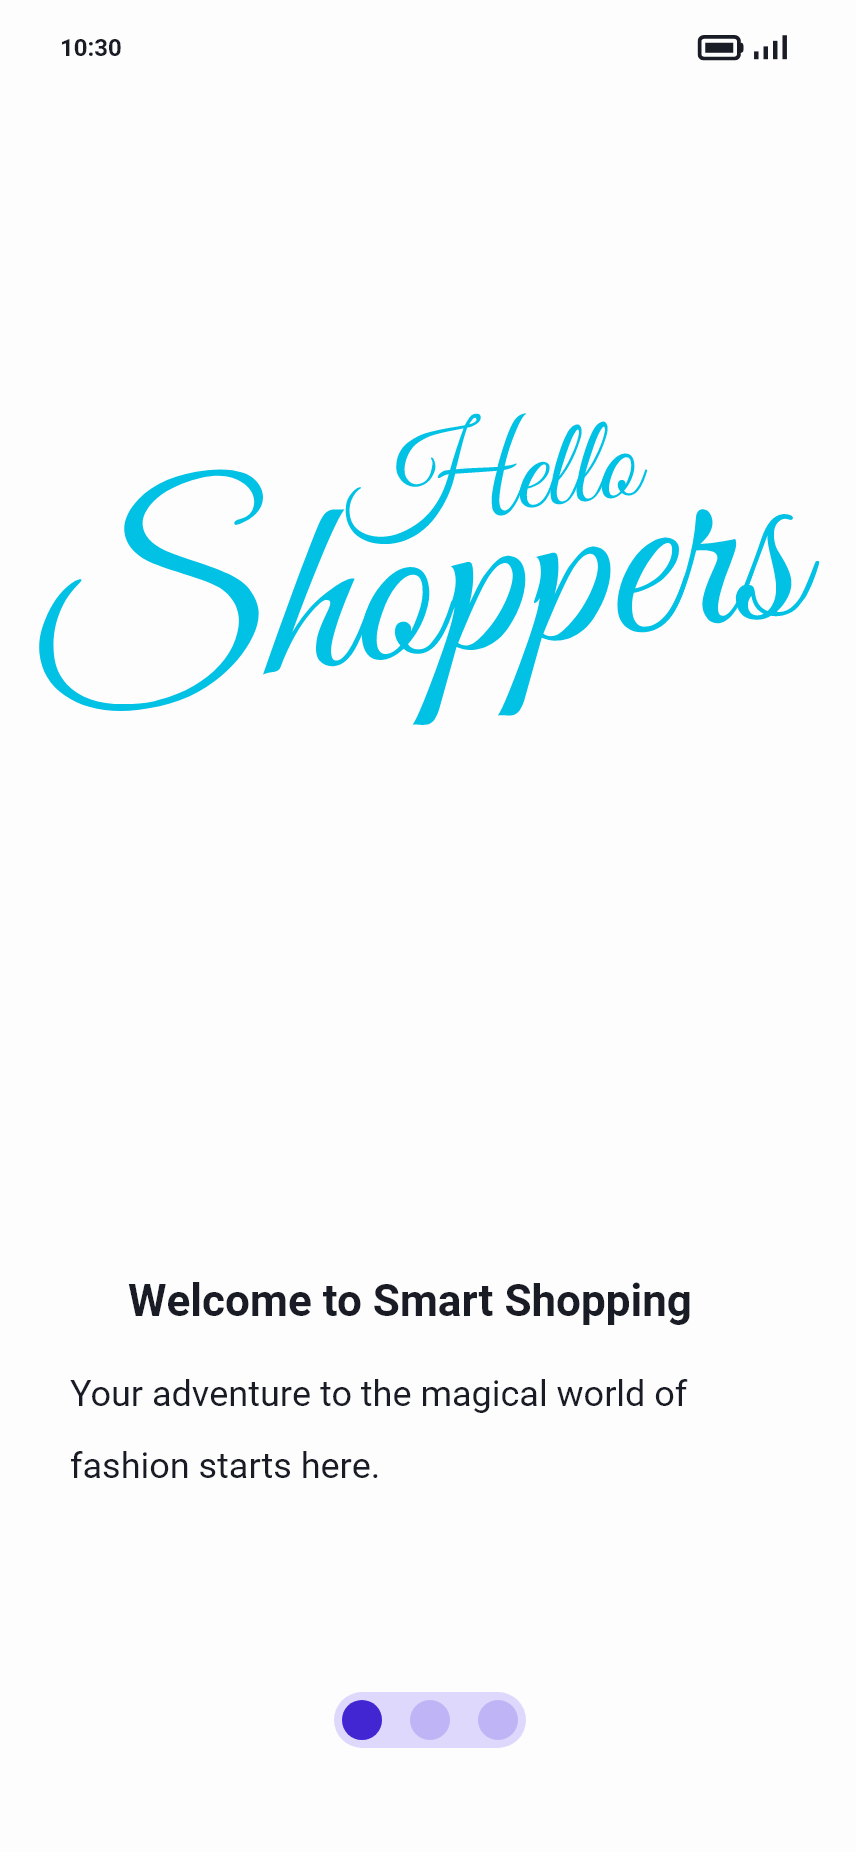 10:30
Hello
Shoppers
Welcome to Smart Shopping
Your adventure to the magical world of
fashion starts here.